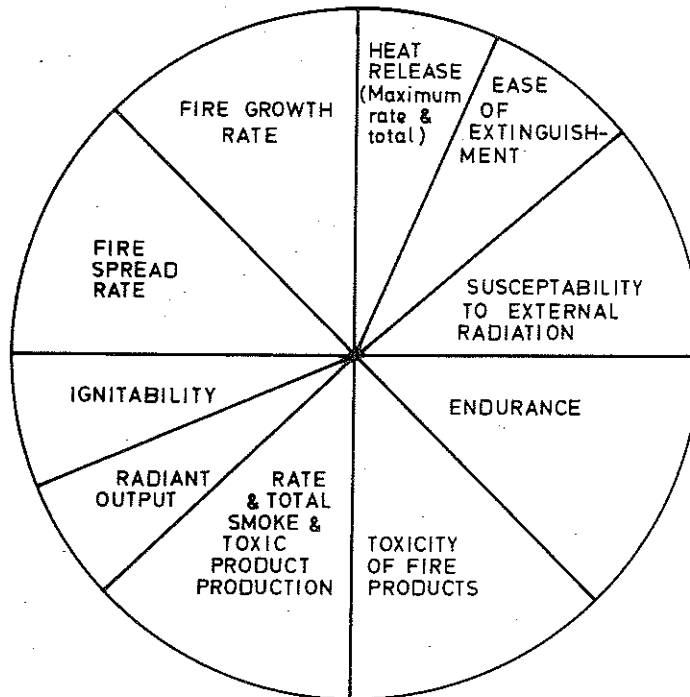 HEAT
RELEASE
(Maximum
rate &
total)
EASE
OF
EXTINGUISH-
MENT
SUSCEPTABILITY
TO EXTERNAL
RADIATION
ENDURANCE
TOXICITY
OF FIRE
PRODUCTS
RATE
& TOTAL
SMOKE &
TOXIC
PRODUCT
PRODUCTION
RADIANT
OUTPUT
IGNITABILITY
FIRE
SPREAD
RATE
FIRE GROWTH
RATE